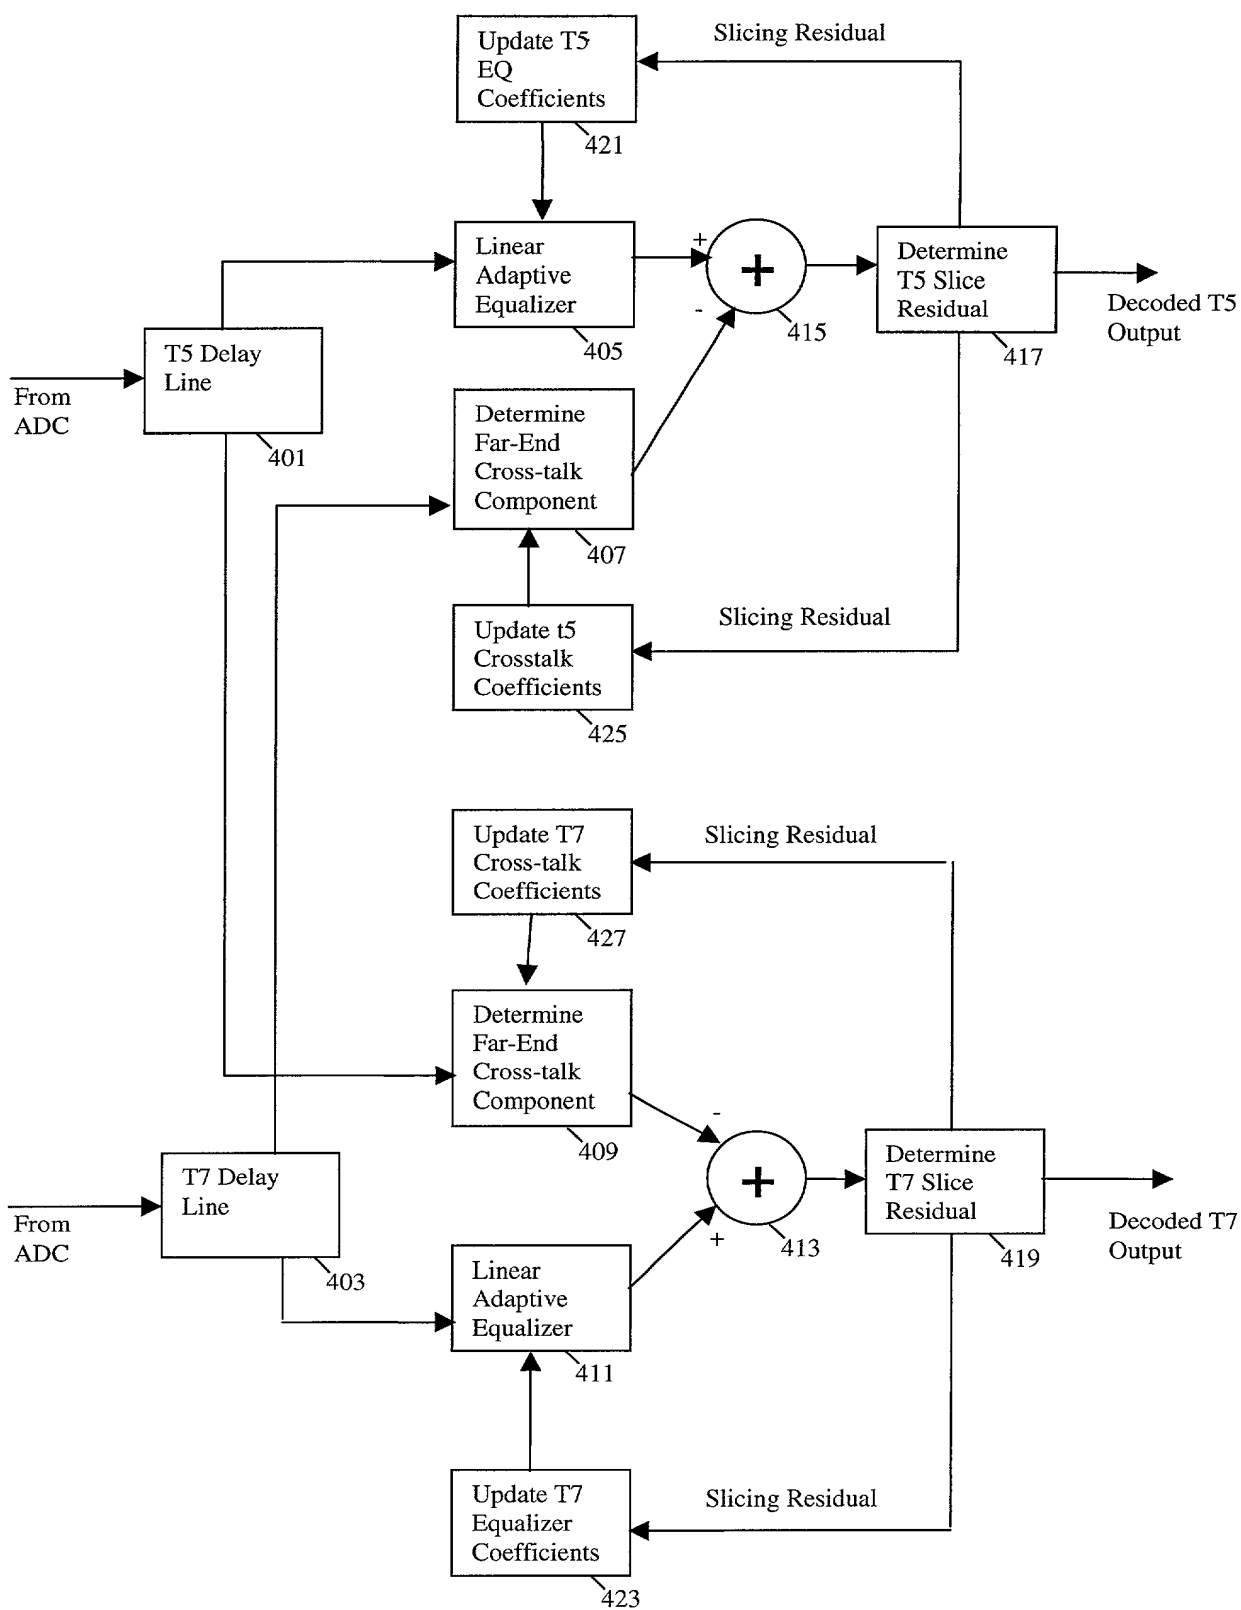 Update T5
EQ
Coefficients
421
Slicing Residual
Linear
Adaptive
Equalizer
405
+
-
+
415
Determine
T5 Slice
Residual
417
Decoded T5
Output
T5 Delay
Line
401
From
ADC
Determine
Far-End
Cross-talk
Component
407
Update t5
Crosstalk
Coefficients
425
Slicing Residual
Update T7
Cross-talk
Coefficients
427
Slicing Residual
Determine
Far-End
Cross-talk
Component
409
-
+
+
413
Determine
T7 Slice
Residual
419
Decoded T7
Output
T7 Delay
Line
403
From
ADC
Linear
Adaptive
Equalizer
411
Update T7
Equalizer
Coefficients
423
Slicing Residual